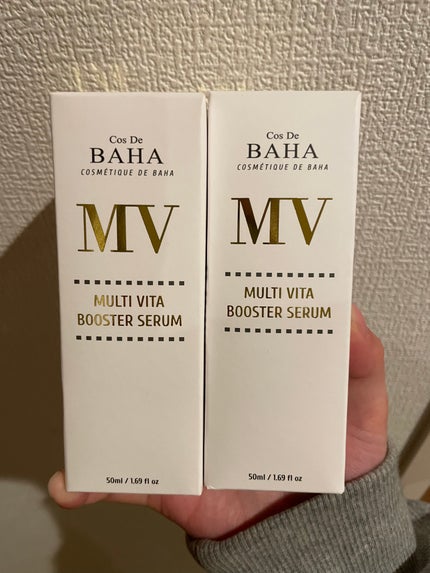 Cos De
BAHA
COSMÉTIQUE DE BAHA
MV
MULTI VITA
BOOSTER SERUM
50ml / 1.69 fl oz
Cos De
BAHA
COSMÉTIQUE DE BAHA
MV
MULTI VITA
BOOSTER SERUM
50ml / 1.69 fl oz